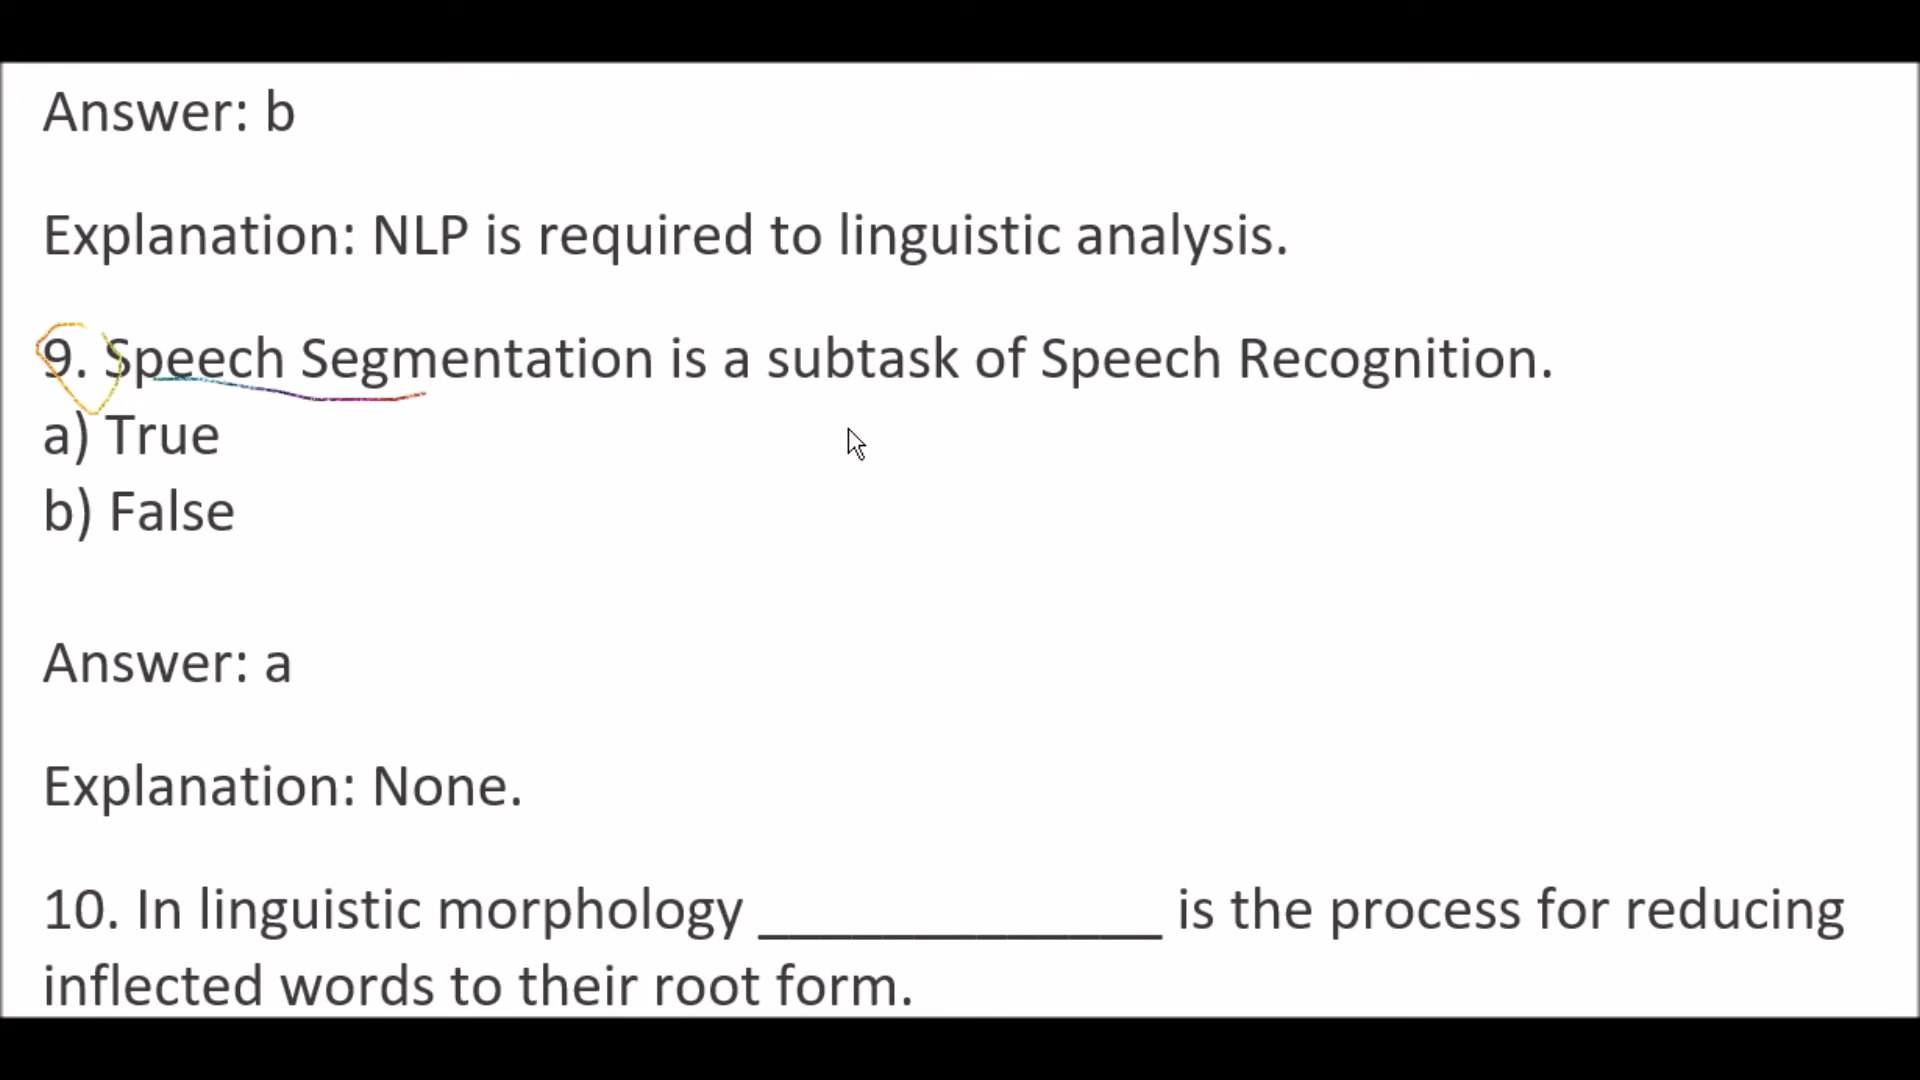 Answer: b
Explanation: NLP is required to linguistic analysis.
9. Speech Segmentation is a subtask of Speech Recognition.
a) True
b) False
Answer: a
Explanation: None.
10. In linguistic morphology _____________ is the process for reducing
inflected words to their root form.